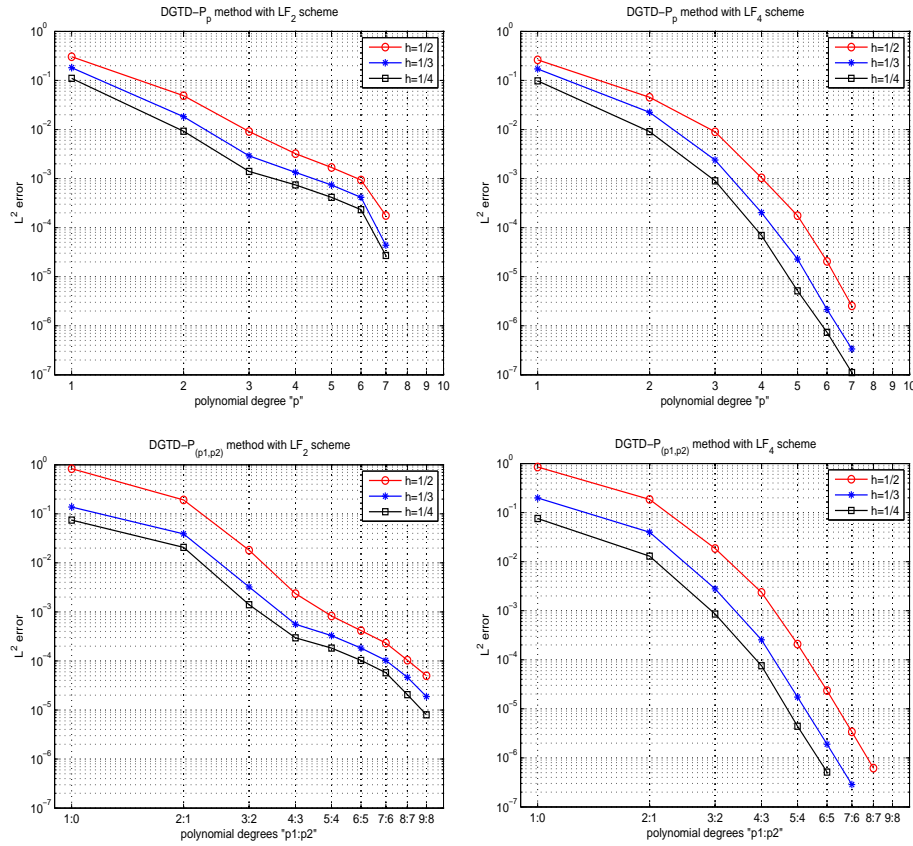 DGTD−P_p method with LF_2 scheme
10^0
10^−1
10^−2
10^−3
10^−4
10^−5
10^−6
10^−7
L^2 error
h=1/2
h=1/3
h=1/4
1 2 3 4 5 6 7 8 9 10
polynomial degree "p"
DGTD−P_p method with LF_4 scheme
10^0
10^−1
10^−2
10^−3
10^−4
10^−5
10^−6
10^−7
L^2 error
h=1/2
h=1/3
h=1/4
1 2 3 4 5 6 7 8 9 10
polynomial degree "p"
DGTD−P_(p1,p2) method with LF_2 scheme
10^0
10^−1
10^−2
10^−3
10^−4
10^−5
10^−6
10^−7
L^2 error
h=1/2
h=1/3
h=1/4
1:0 2:1 3:2 4:3 5:4 6:5 7:6 8:7 9:8
polynomial degrees "p1:p2"
DGTD−P_(p1,p2) method with LF_4 scheme
10^0
10^−1
10^−2
10^−3
10^−4
10^−5
10^−6
10^−7
L^2 error
h=1/2
h=1/3
h=1/4
1:0 2:1 3:2 4:3 5:4 6:5 7:6 8:7 9:8
polynomial degrees "p1:p2"